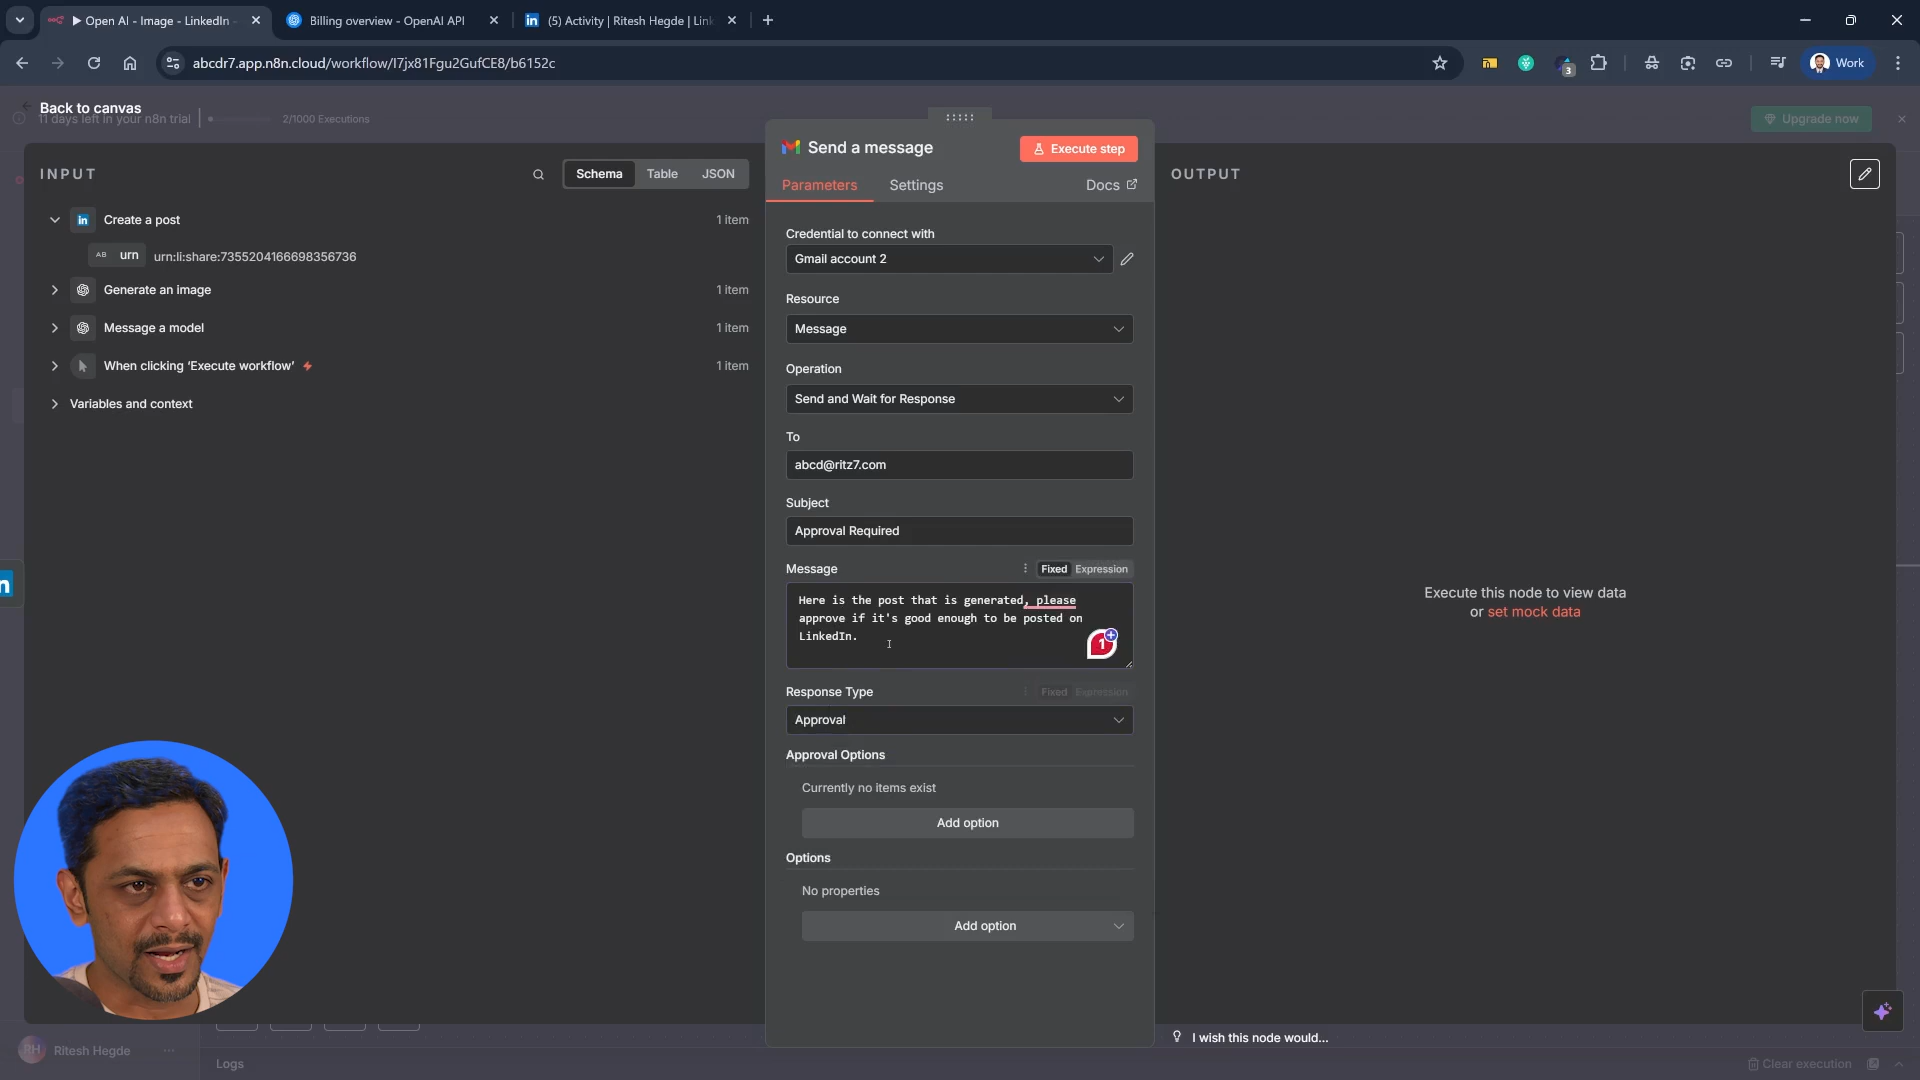 Open AI - Image - LinkedIn -
Billing overview - OpenAI API
(5) Activity | Ritesh Hegde | Link
abcdr7.app.n8n.cloud/workflow/I7jx81Fgu2GufCE8/b6152c
3
Work
Back to canvas
11 days left in your n8n trial
2/1000 Executions
Upgrade now
INPUT
Schema
Table
JSON
Create a post
1 item
AB
urn
urn:li:share:7355204166698356736
Generate an image
1 item
Message a model
1 item
When clicking ‘Execute workflow’
1 item
Variables and context
Send a message
Execute step
Parameters
Settings
Docs
Credential to connect with
Gmail account 2
Resource
Message
Operation
Send and Wait for Response
To
abcd@ritz7.com
Subject
Approval Required
Message
Fixed
Expression
Here is the post that is generated, please
approve if it's good enough to be posted on
LinkedIn.
1
Response Type
Fixed
Expression
Approval
Approval Options
Currently no items exist
Add option
Options
No properties
Add option
OUTPUT
Execute this node to view data
or set mock data
I wish this node would...
RH
Ritesh Hegde
Logs
Clear execution